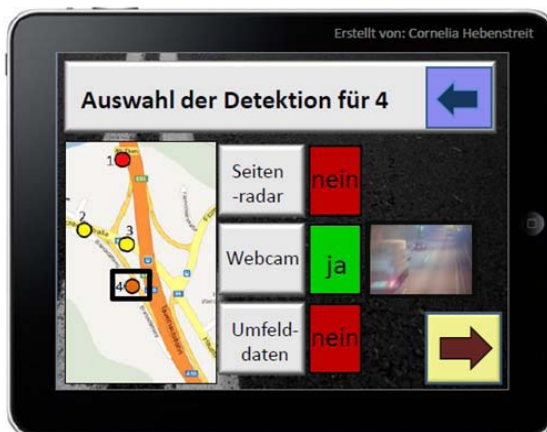 Erstellt von: Cornelia Hebenstreit
Auswahl der Detektion für 4
1
2
3
4
Seiten
-radar
nein
Webcam
ja
Umfeld-
daten
nein